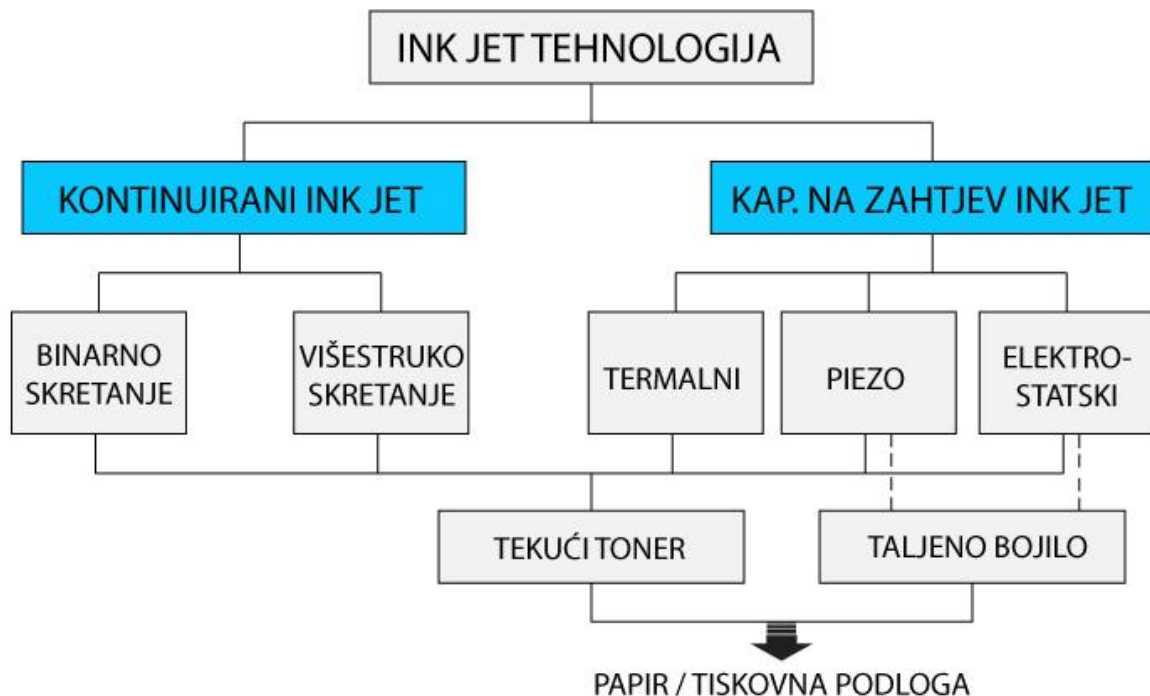 INK JET TEHNOLOGIJA
KONTINUIRANI INK JET
KAP. NA ZAHTJEV INK JET
BINARNO
SKRETANJE
VIŠESTRUKO
SKRETANJE
TERMALNI
PIEZO
ELEKTRO-
STATSKI
TEKUĆI TONER
TALJENO BOJILO
PAPIR / TISKOVNA PODLOGA